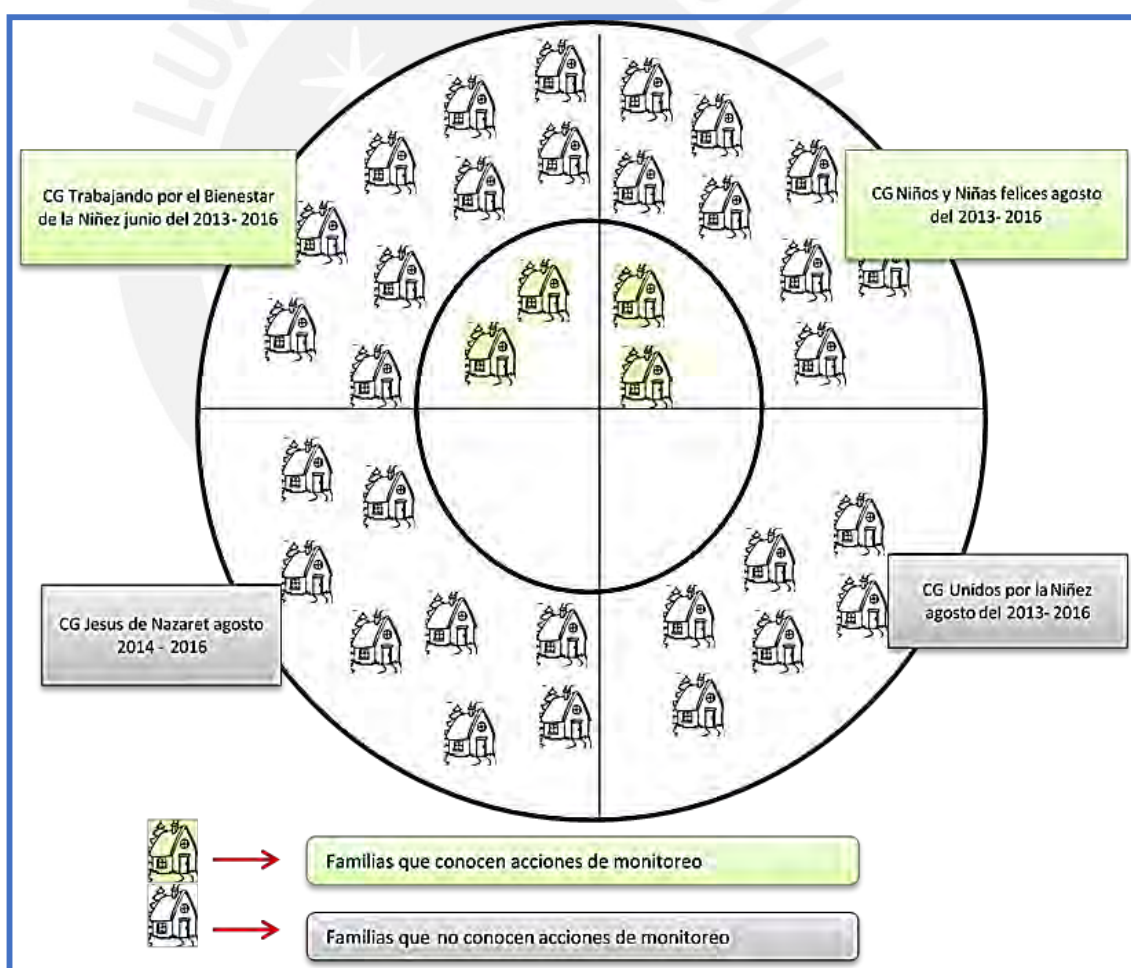 LUX
CG Trabajando por el Bienestar
de la Niñez junio del 2013- 2016
CG Niños y Niñas felices agosto
del 2013- 2016
CG Jesus de Nazaret agosto
2014 - 2016
CG Unidos por la Niñez
agosto del 2013- 2016
Familias que conocen acciones de monitoreo
Familias que no conocen acciones de monitoreo